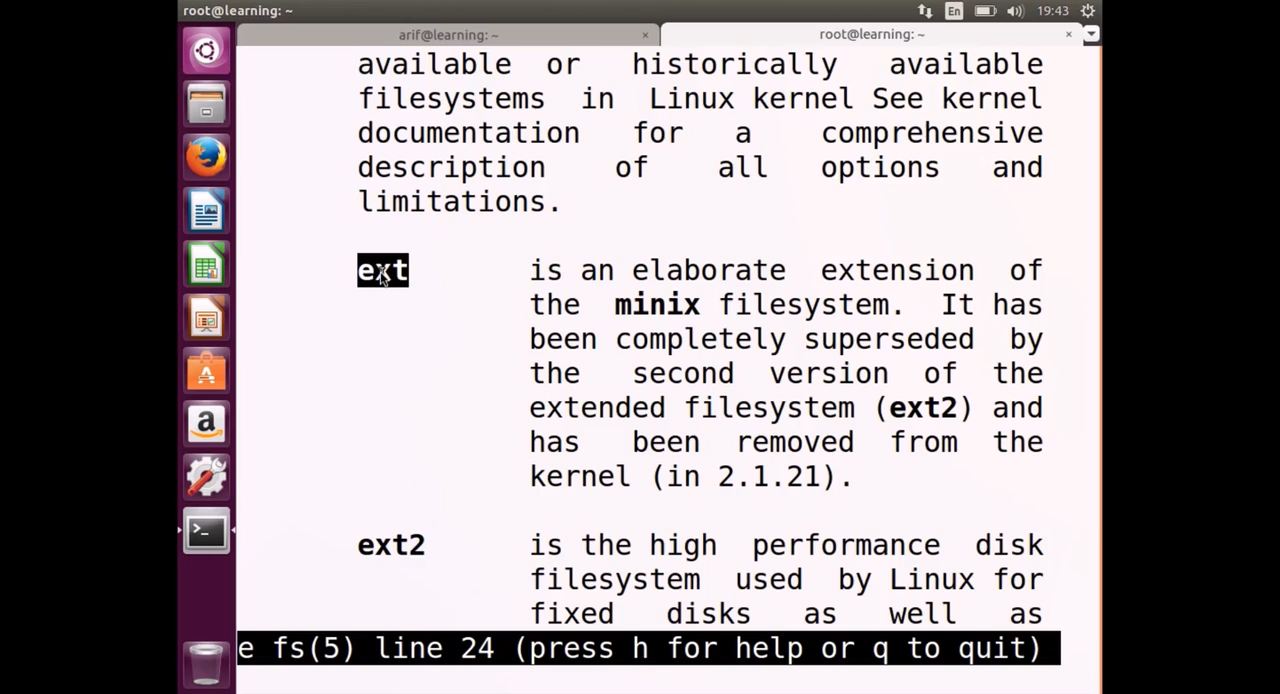 root@learning: ~
En
19:43
arif@learning: ~ ×
root@learning: ~ ×
available or historically available
filesystems in Linux kernel See kernel
documentation for a comprehensive
description of all options and
limitations.
ext is an elaborate extension of
the minix filesystem. It has
been completely superseded by
the second version of the
extended filesystem (ext2) and
has been removed from the
kernel (in 2.1.21).
ext2 is the high performance disk
filesystem used by Linux for
fixed disks as well as
e fs(5) line 24 (press h for help or q to quit)